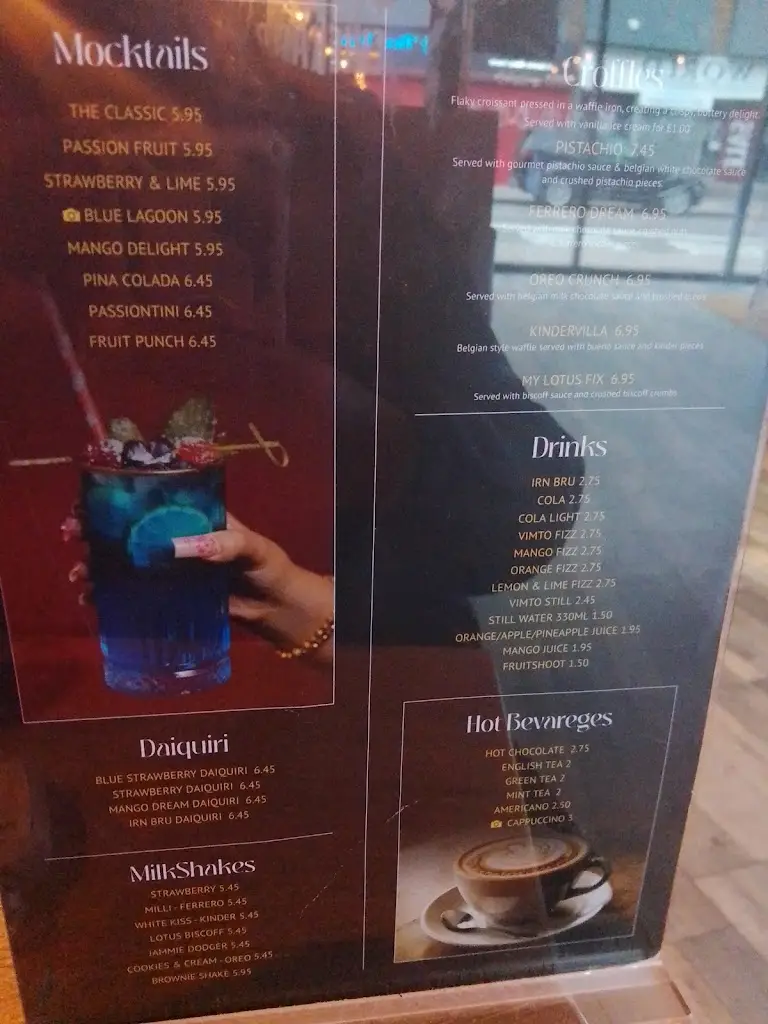 Mocktails
THE CLASSIC 5.95
PASSION FRUIT 5.95
STRAWBERRY & LIME 5.95
BLUE LAGOON 5.95
MANGO DELIGHT 5.95
PINA COLADA 6.45
PASSIONTINI 6.45
FRUIT PUNCH 6.45
Daiquiri
BLUE STRAWBERRY DAIQUIRI 6.45
STRAWBERRY DAIQUIRI 6.45
MANGO DREAM DAIQUIRI 6.45
IRN BRU DAIQUIRI 6.45
MilkShakes
STRAWBERRY 5.45
MILLI - FERRERO 5.45
WHITE KISS - KINDER 5.45
LOTUS BISCOFF 5.45
JAMMIE DODGER 5.45
COOKIES & CREAM - OREO 5.45
BROWNIE SHAKE 5.95
Croffles
Flaky croissant pressed in a waffle iron, creating a crispy, buttery delight.
Served with vanilla ice cream for £1.00
PISTACHIO 7.45
Served with gourmet pistachio sauce & belgian white chocolate sauce
and crushed pistachio pieces.
FERRERO DREAM 6.95
Served with
OREO CRUNCH 6.95
Served with belgian milk chocolate sauce and crushed oreo
KINDERVILLA 6.95
Belgian style waffle served with bueno sauce and kinder pieces
MY LOTUS FIX 6.95
Served with biscoff sauce and crushed biscoff crumbs
Drinks
IRN BRU 2.75
COLA 2.75
COLA LIGHT 2.75
VIMTO FIZZ 2.75
MANGO FIZZ 2.75
ORANGE FIZZ 2.75
LEMON & LIME FIZZ 2.75
VIMTO STILL 2.45
STILL WATER 330ML 1.50
ORANGE/APPLE/PINEAPPLE JUICE 1.95
MANGO JUICE 1.95
FRUITSHOOT 1.50
Hot Bevareges
HOT CHOCOLATE 2.75
ENGLISH TEA 2
GREEN TEA 2
MINT TEA 2
AMERICANO 2.50
CAPPUCCINO 3